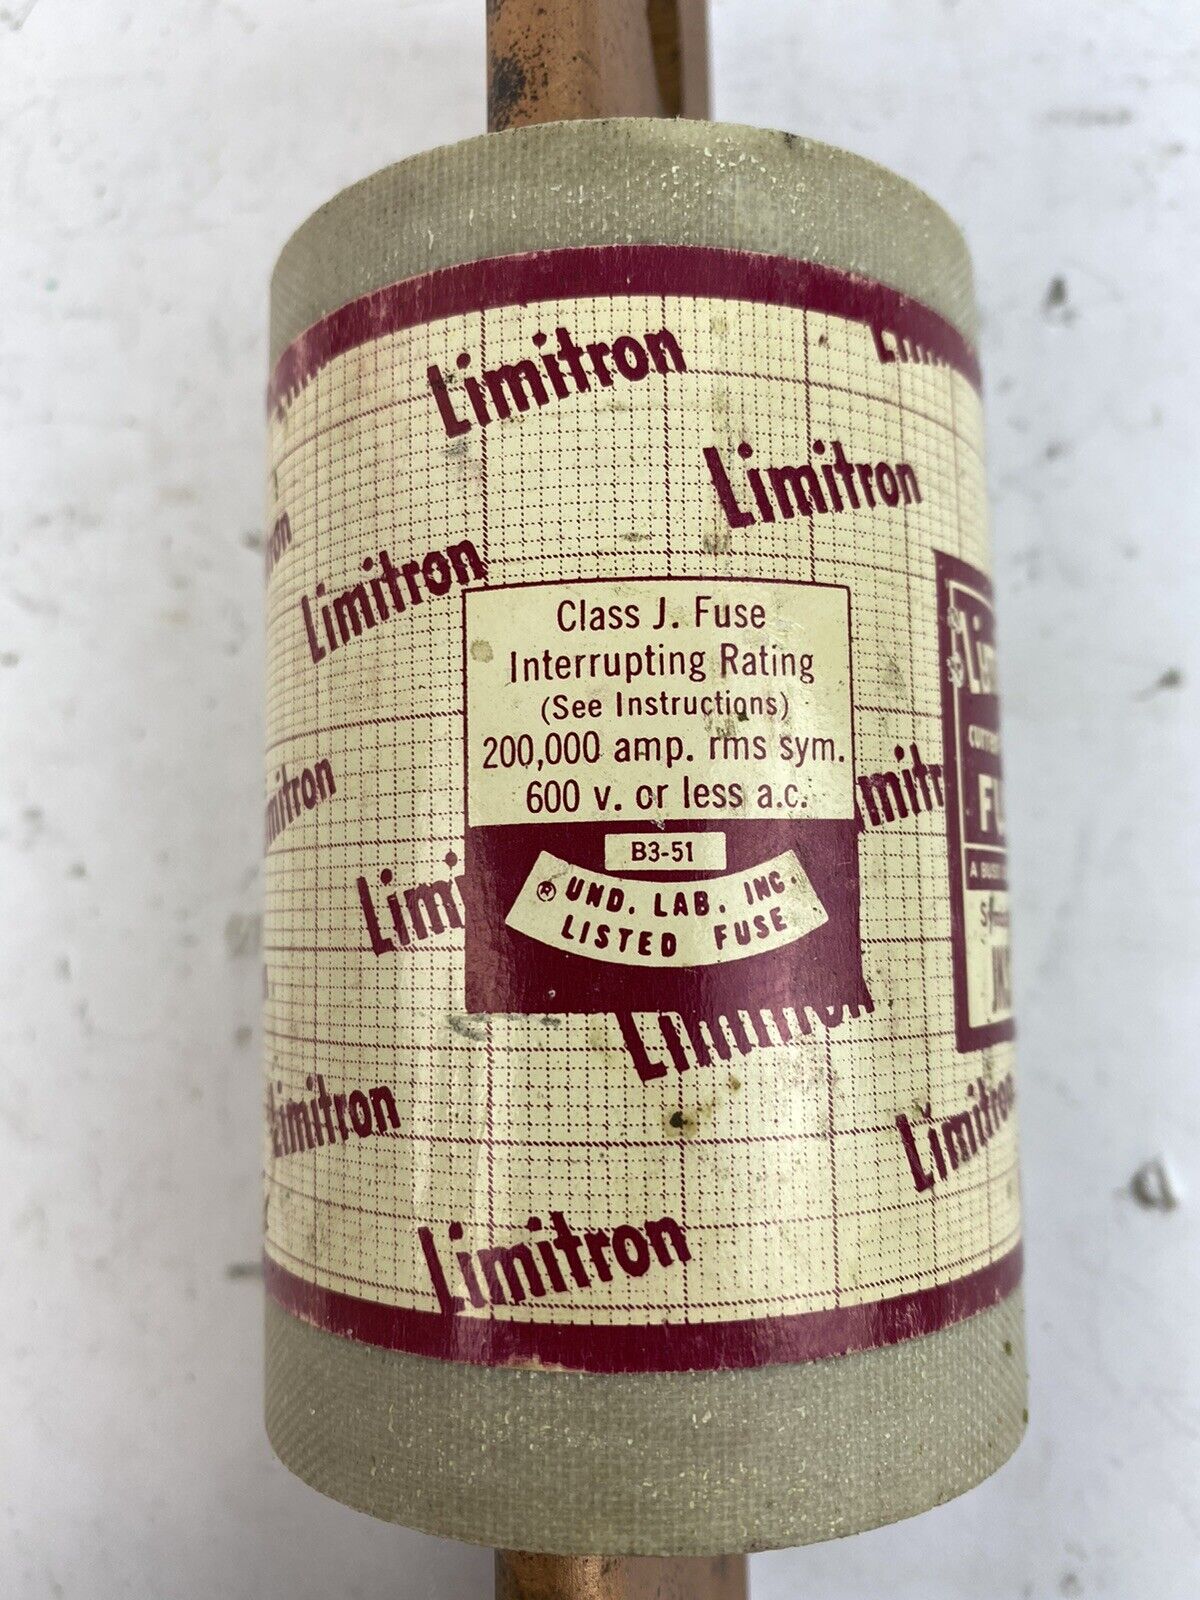 Limitron
Limitron
Limitron
Class J. Fuse
Interrupting Rating
(See Instructions)
200,000 amp. rms sym.
600 v. or less a.c.
B3-51
® UND. LAB. INC.
LISTED FUSE
Limitron
Limitron
Limitron
Limitron